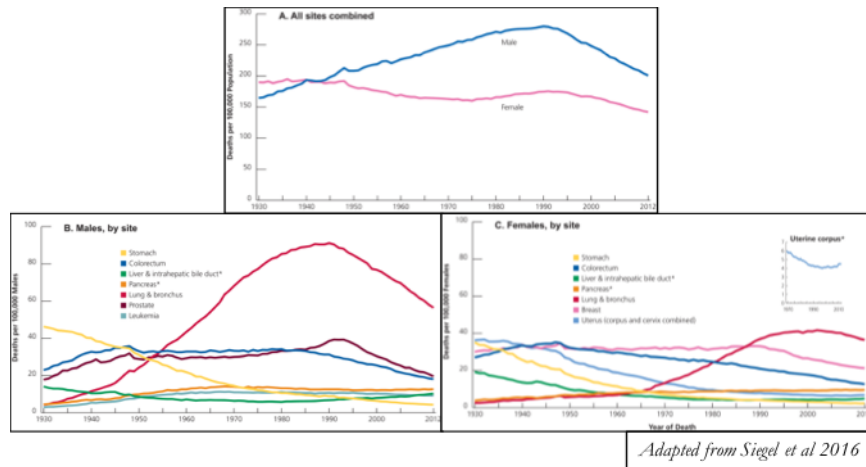 A. All sites combined
Deaths per 100,000 Population
300
250
200
150
100
50
0
Male
Female
1930
1940
1950
1960
1970
1980
1990
2000
2012
B. Males, by site
Deaths per 100,000 Males
100
80
60
40
20
0
Stomach
Colorectum
Liver & intrahepatic bile duct*
Pancreas*
Lung & bronchus
Prostate
Leukemia
1930
1940
1950
1960
1970
1980
1990
2000
2012
C. Females, by site
Deaths per 100,000 Females
100
80
60
40
20
0
Stomach
Colorectum
Liver & intrahepatic bile duct*
Pancreas*
Lung & bronchus
Breast
Uterus (corpus and cervix combined)
Uterine corpus*
1930
1940
1950
1960
1970
1980
1990
2000
2012
Year of Death
Adapted from Siegel et al 2016